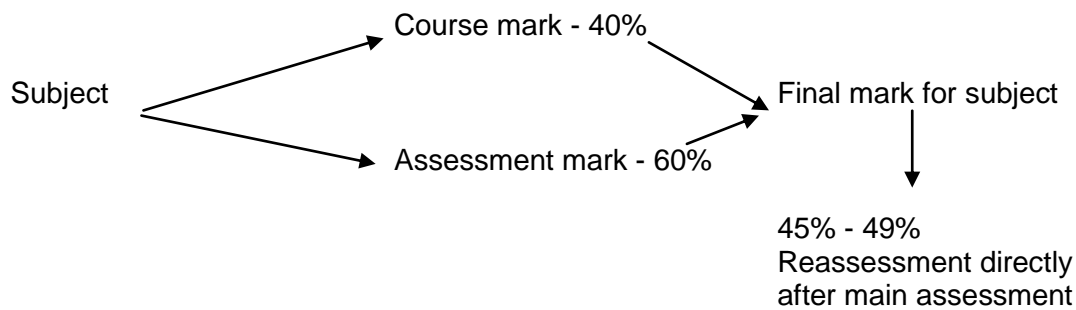 Course mark - 40%
Subject
Final mark for subject
Assessment mark - 60%
45% - 49%
Reassessment directly
after main assessment